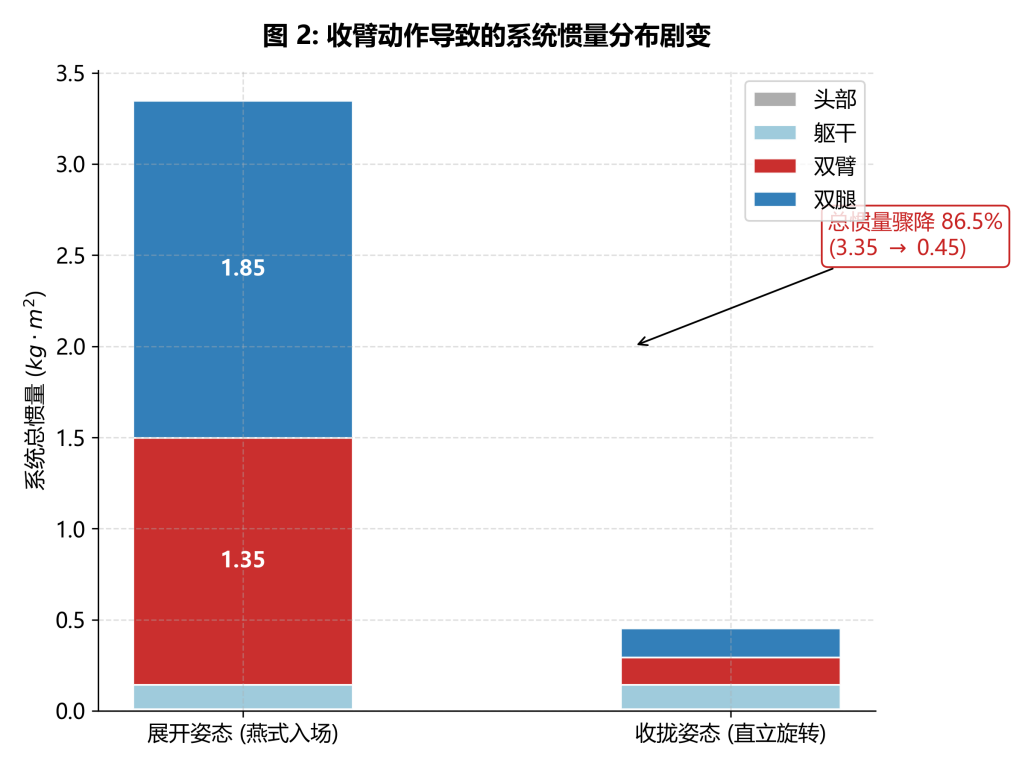 图 2: 收臂动作导致的系统惯量分布剧变
系统总惯量 (kg · m²)
3.5
3.0
2.5
2.0
1.5
1.0
0.5
0.0
1.85
1.35
头部
躯干
双臂
双腿
总惯量骤降 86.5%
(3.35 → 0.45)
展开姿态 (燕式入场)
收拢姿态 (直立旋转)